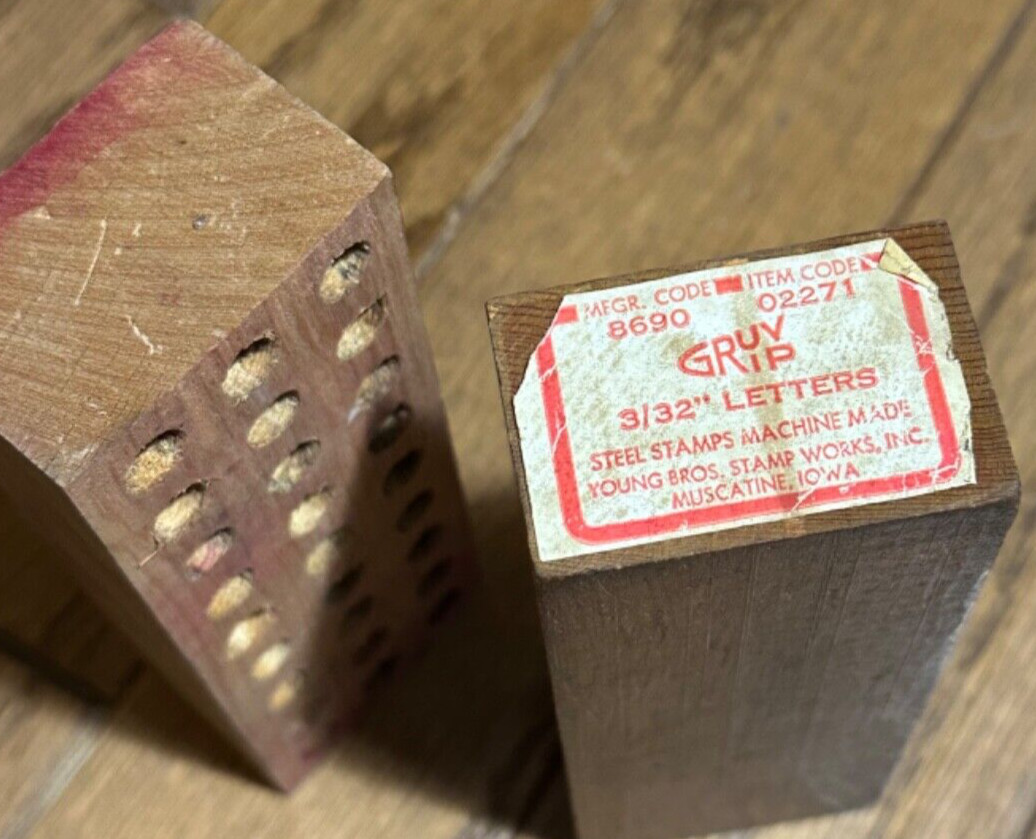 MFGR. CODE ITEM CODE
8690 02271
GRUV GRIP
3/32" LETTERS
STEEL STAMPS MACHINE MADE
YOUNG BROS. STAMP WORKS, INC.
MUSCATINE, IOWA